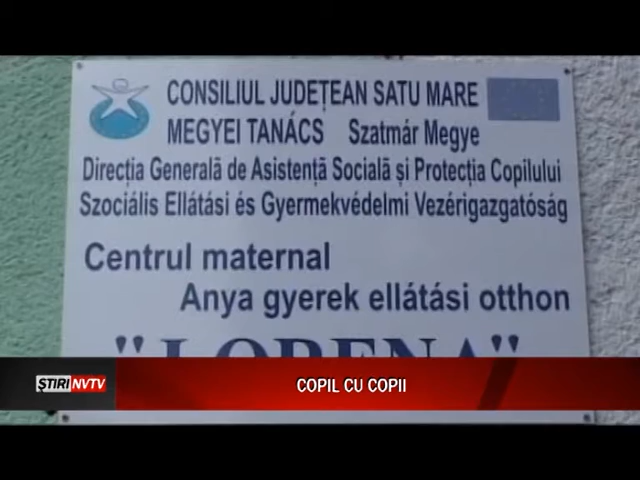 CONSILIUL JUDEȚEAN SATU MARE
MEGYEI TANÁCS Szatmár Megye
Direcția Generală de Asistență Socială și Protecția Copilului
Szociális Ellátási és Gyermekvédelmi Vezérigazgatóság
Centrul maternal
Anya gyerek ellátási otthon
"LORENA"
ȘTIRI NVTV
COPIL CU COPII